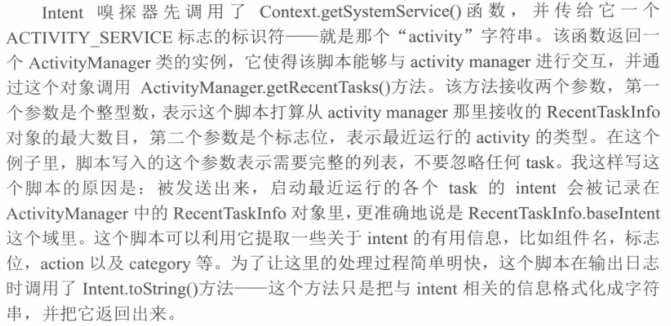 Intent 嗅探器先调用了 Context.getSystemService()函数，并传给它一个
ACTIVITY_SERVICE 标志的标识符——就是那个“activity”字符串。该函数返回一
个 ActivityManager 类的实例，它使得该脚本能够与 activity manager 进行交互，并通
过这个对象调用 ActivityManager.getRecentTasks()方法。该方法接收两个参数，第一
个参数是个整型数，表示这个脚本打算从 activity manager 那里接收的 RecentTaskInfo
对象的最大数目，第二个参数是个标志位，表示最近运行的 activity 的类型。在这个
例子里，脚本写入的这个参数表示需要完整的列表，不要忽略任何 task。我这样写这
个脚本的原因是：被发送出来，启动最近运行的各个 task 的 intent 会被记录在
ActivityManager 中的 RecentTaskInfo 对象里，更准确地说是 RecentTaskInfo.baseIntent
这个域里。这个脚本可以利用它提取一些关于 intent 的有用信息，比如组件名，标志
位，action 以及 category 等。为了让这里的处理过程简单明快，这个脚本在输出日志
时调用了 Intent.toString()方法——这个方法只是把与 intent 相关的信息格式化成字符
串，并把它返回出来。